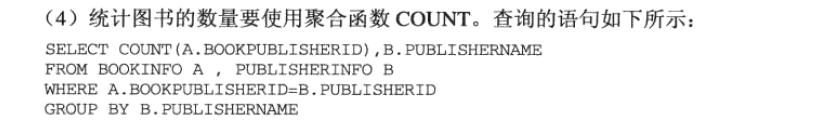 （4）统计图书的数量要使用聚合函数 COUNT。查询的语句如下所示：
SELECT COUNT(A.BOOKPUBLISHERID),B.PUBLISHERNAME
FROM BOOKINFO A , PUBLISHERINFO B
WHERE A.BOOKPUBLISHERID=B.PUBLISHERID
GROUP BY B.PUBLISHERNAME